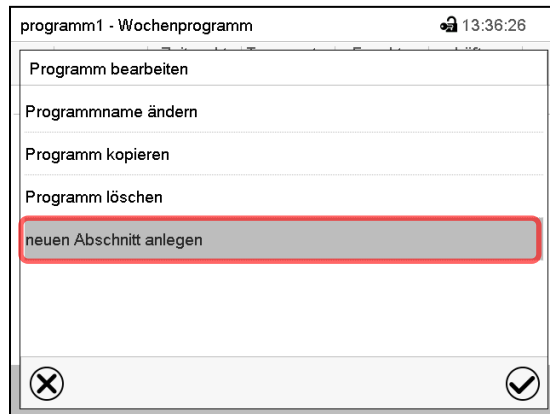 programm1 - Wochenprogramm 13:36:26
Programm bearbeiten
Programmname ändern
Programm kopieren
Programm löschen
neuen Abschnitt anlegen